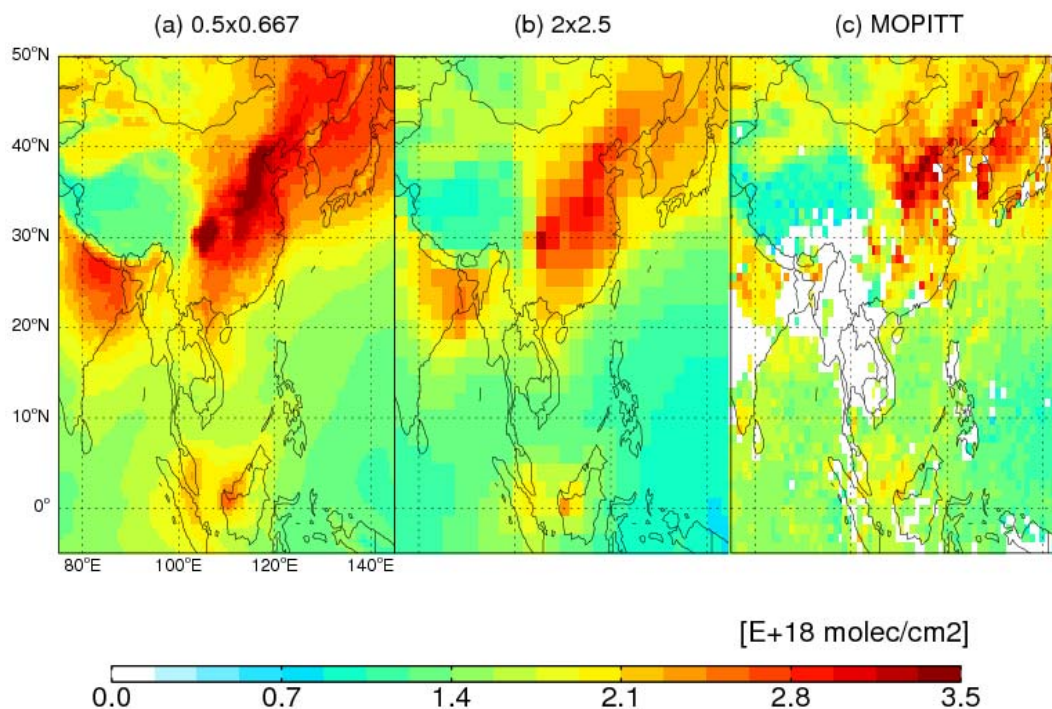 (a) 0.5x0.667 (b) 2x2.5 (c) MOPITT
50°N
40°N
30°N
20°N
10°N
0°
80°E 100°E 120°E 140°E
[E+18 molec/cm2]
0.0 0.7 1.4 2.1 2.8 3.5